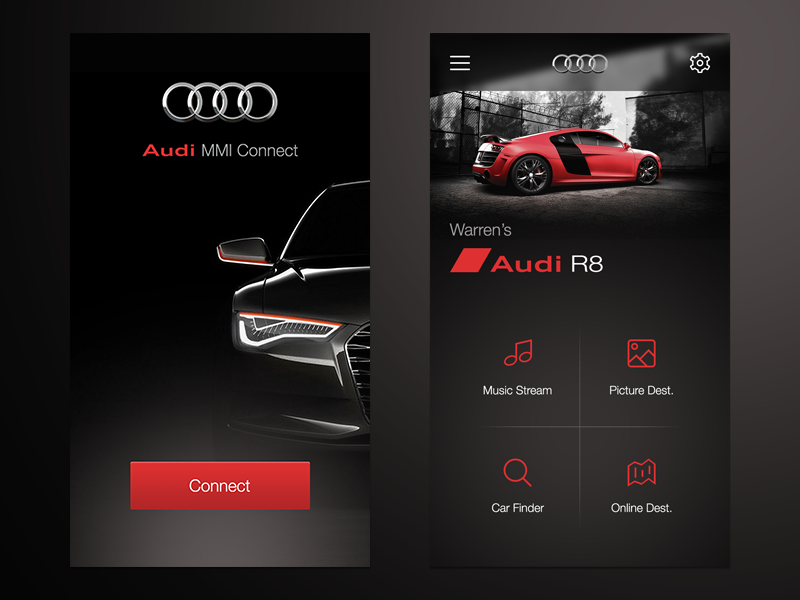 Audi MMI Connect
Connect
Warren's
Audi R8
Music Stream
Picture Dest.
Car Finder
Online Dest.